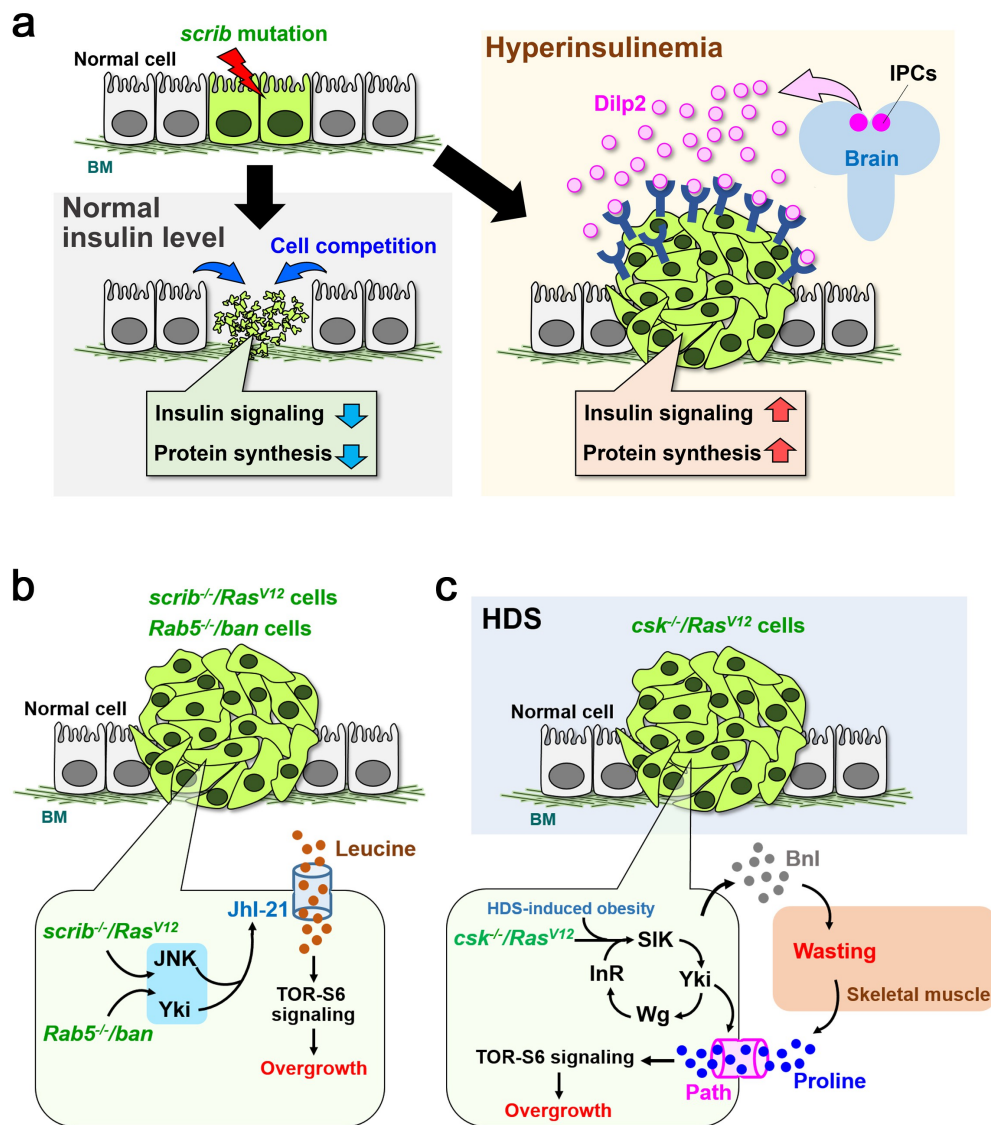 a
scrib mutation
Normal cell
BM
Normal
insulin level
Cell competition
Insulin signaling
Protein synthesis
Hyperinsulinemia
Dilp2
IPCs
Brain
Insulin signaling
Protein synthesis
b
scrib-/-/RasV12 cells
Rab5-/-/ban cells
Normal cell
BM
Leucine
JhI-21
scrib-/-/RasV12
JNK
Yki
Rab5-/-/ban
TOR-S6
signaling
Overgrowth
c
HDS
csk-/-/RasV12 cells
Normal cell
BM
Bnl
HDS-induced obesity
csk-/-/RasV12
SIK
InR
Yki
Wg
Wasting
Skeletal muscle
TOR-S6 signaling
Path
Proline
Overgrowth